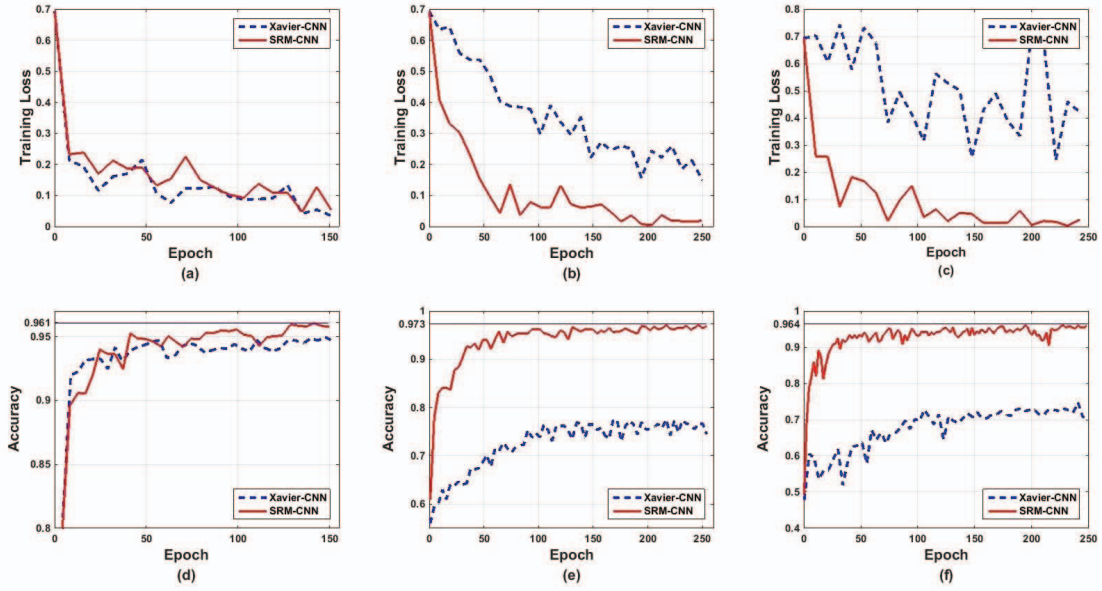 0.7
0.6
0.5
0.4
0.3
0.2
0.1
0
Training Loss
Xavier-CNN
SRM-CNN
0 50 100 150
Epoch
(a)
0.7
0.6
0.5
0.4
0.3
0.2
0.1
0
Training Loss
Xavier-CNN
SRM-CNN
0 50 100 150 200 250
Epoch
(b)
0.8
0.7
0.6
0.5
0.4
0.3
0.2
0.1
0
Training Loss
Xavier-CNN
SRM-CNN
0 50 100 150 200 250
Epoch
(c)
0.961
0.95
0.9
0.85
0.8
Accuracy
Xavier-CNN
SRM-CNN
0 50 100 150
Epoch
(d)
1
0.973
0.9
0.8
0.7
0.6
Accuracy
Xavier-CNN
SRM-CNN
0 50 100 150 200 250
Epoch
(e)
1
0.964
0.9
0.8
0.7
0.6
0.5
0.4
Accuracy
Xavier-CNN
SRM-CNN
0 50 100 150 200 250
Epoch
(f)